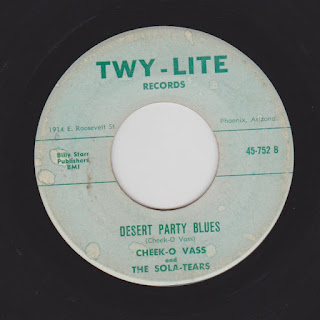 TWY-LITE
RECORDS
1914 E. Roosevelt St.
Phoenix, Arizona
Billy Starr
Publishers
BMI
45-752 B
DESERT PARTY BLUES
(Cheek-O Vass)
CHEEK-O VASS
and
THE SOLA-TEARS